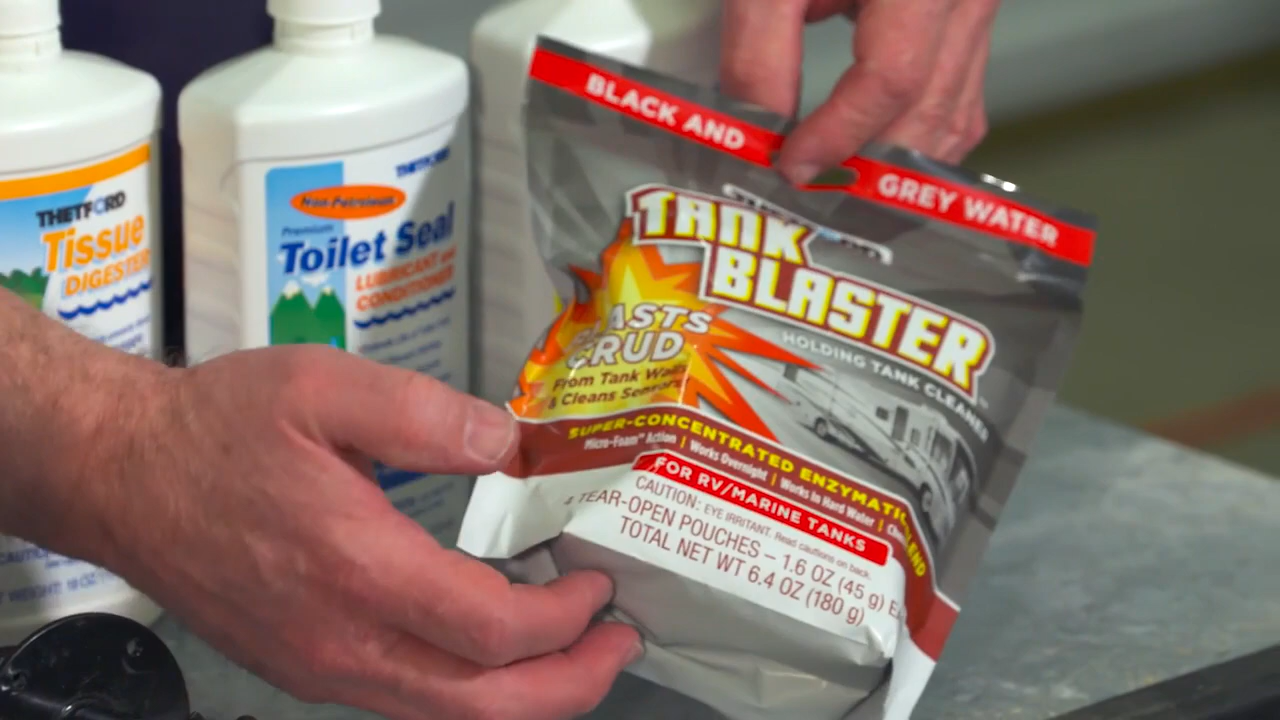 THETFORD
Tissue
DIGESTER
THETFORD
Non-Petroleum
Premium
Toilet Seal
LUBRICANT and
CONDITIONER
BLACK AND GREY WATER
TANK
BLASTER
HOLDING TANK CLEANER
BLASTS
CRUD
From Tank Walls
& Cleans Sensors
SUPER-CONCENTRATED ENZYMATIC BLEND
Micro-Foam™ Action | Works Overnight | Works in Hard Water |
FOR RV/MARINE TANKS
CAUTION: EYE IRRITANT. Read cautions on back.
4 TEAR-OPEN POUCHES – 1.6 OZ (45 g)
TOTAL NET WT 6.4 OZ (180 g)